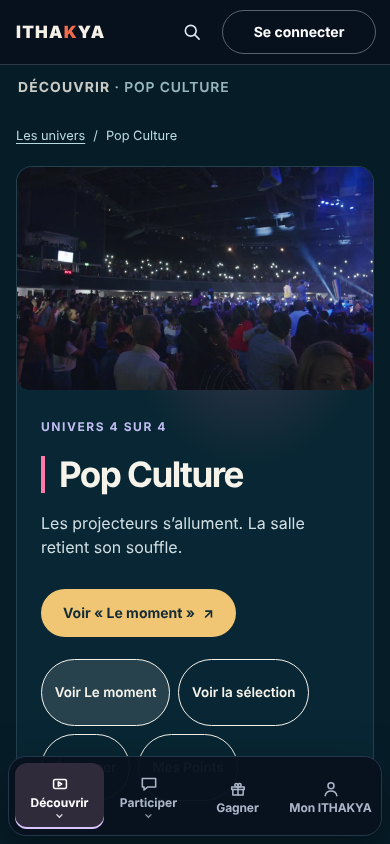 ITHAKYA
Se connecter
DÉCOUVRIR · POP CULTURE
Les univers / Pop Culture
UNIVERS 4 SUR 4
Pop Culture
Les projecteurs s’allument. La salle
retient son souffle.
Voir « Le moment »
Voir Le moment
Voir la sélection
Mes Points
Découvrir
Participer
Gagner
Mon ITHAKYA